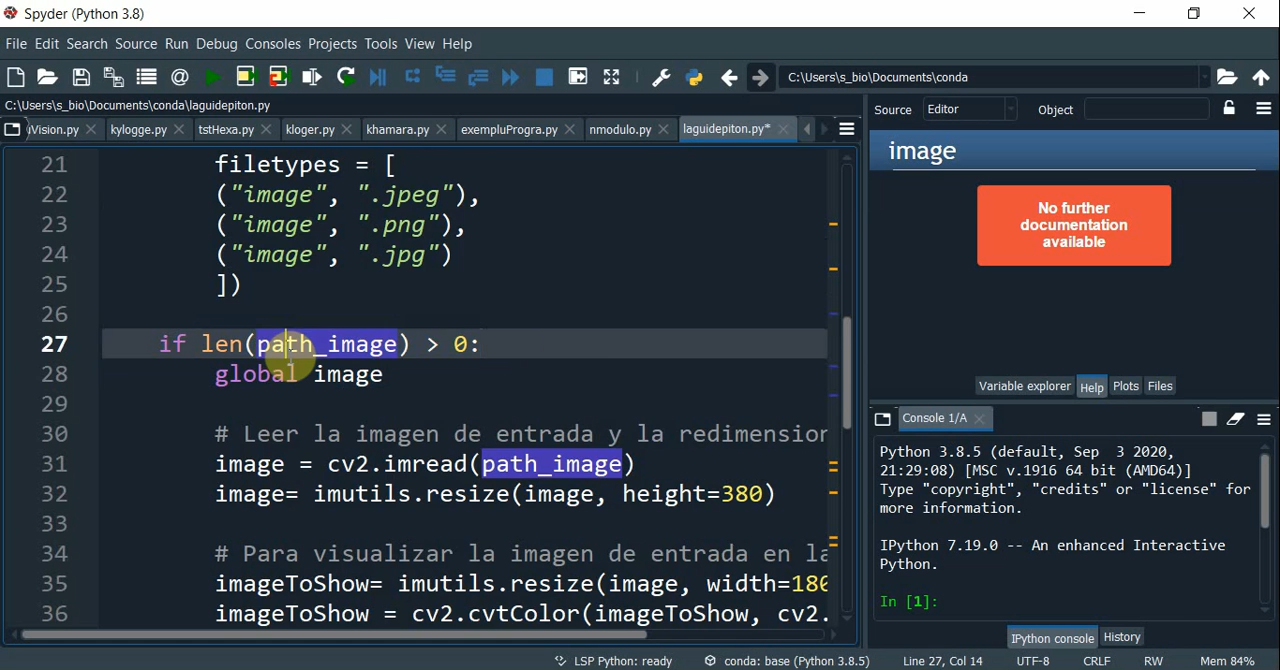 Spyder (Python 3.8)
File Edit Search Source Run Debug Consoles Projects Tools View Help
C:\Users\s_bio\Documents\conda
C:\Users\s_bio\Documents\conda\laguidepiton.py
Vision.py kylogge.py tstHexa.py kloger.py khamara.py exempluProgra.py nmodulo.py laguidepiton.py*
21 filetypes = [
22 ("image", ".jpeg"),
23 ("image", ".png"),
24 ("image", ".jpg")
25 ])
26
27 if len(path_image) > 0:
28 global image
29
30 # Leer la imagen de entrada y la redimension
31 image = cv2.imread(path_image)
32 image= imutils.resize(image, height=380)
33
34 # Para visualizar la imagen de entrada en la
35 imageToShow= imutils.resize(image, width=180
36 imageToShow = cv2.cvtColor(imageToShow, cv2.
Source Editor Object
image
No further
documentation
available
Variable explorer Help Plots Files
Console 1/A
Python 3.8.5 (default, Sep 3 2020,
21:29:08) [MSC v.1916 64 bit (AMD64)]
Type "copyright", "credits" or "license" for
more information.
IPython 7.19.0 -- An enhanced Interactive
Python.
In [1]:
IPython console History
LSP Python: ready conda: base (Python 3.8.5) Line 27, Col 14 UTF-8 CRLF RW Mem 84%